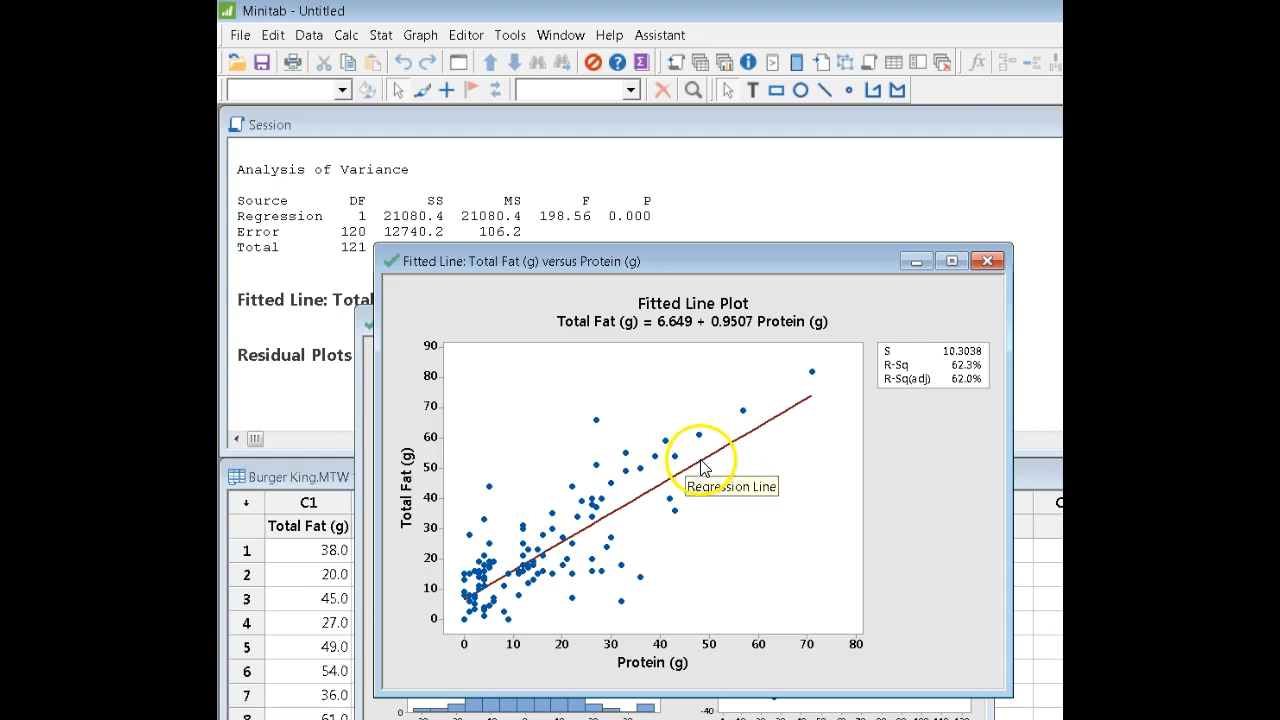 Minitab - Untitled
File Edit Data Calc Stat Graph Editor Tools Window Help Assistant
Session
Analysis of Variance
Source DF SS MS F P
Regression 1 21080.4 21080.4 198.56 0.000
Error 120 12740.2 106.2
Total 121
Fitted Line: Total Fat (g) versus Protein (g)
Fitted Line: Total
Residual Plots
Fitted Line Plot
Total Fat (g) = 6.649 + 0.9507 Protein (g)
S 10.3038
R-Sq 62.3%
R-Sq(adj) 62.0%
90
80
70
60
50
40
30
20
10
0
Total Fat (g)
Regression Line
0 10 20 30 40 50 60 70 80
Protein (g)
Burger King.MTW
C1
Total Fat (g)
1 38.0
2 20.0
3 45.0
4 27.0
5 49.0
6 54.0
7 36.0
0
-40